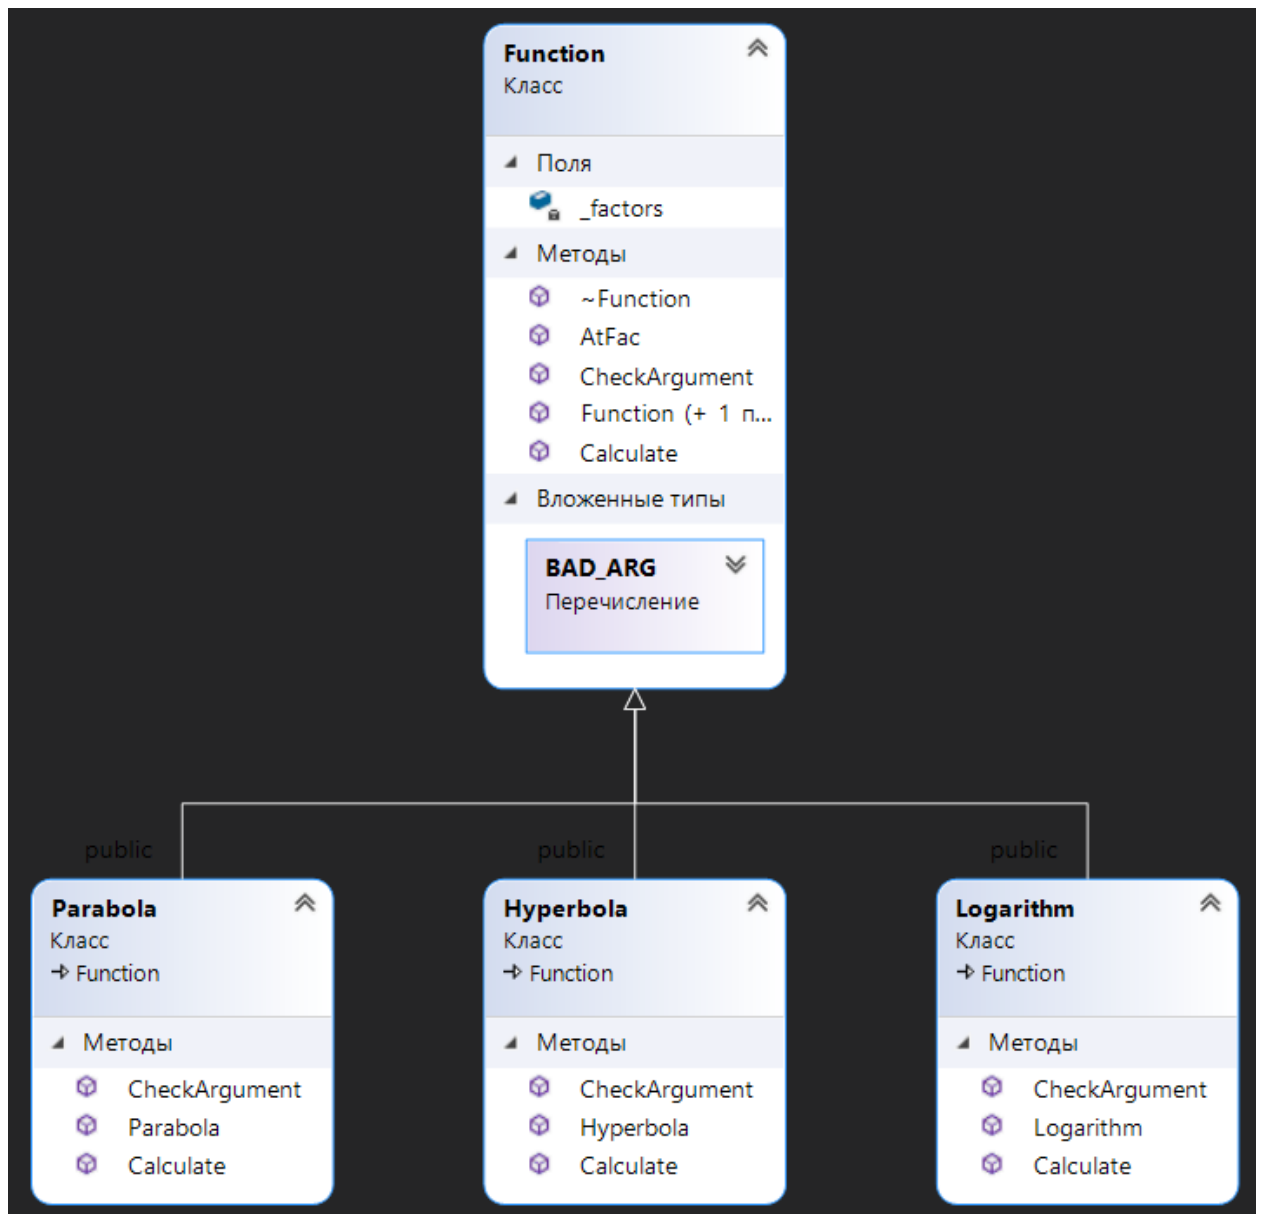 Function
Класс
Поля
_factors
Методы
~Function
AtFac
CheckArgument
Function (+ 1 п...
Calculate
Вложенные типы
BAD_ARG
Перечисление
public
public
public
Parabola
Класс
Function
Методы
CheckArgument
Parabola
Calculate
Hyperbola
Класс
Function
Методы
CheckArgument
Hyperbola
Calculate
Logarithm
Класс
Function
Методы
CheckArgument
Logarithm
Calculate